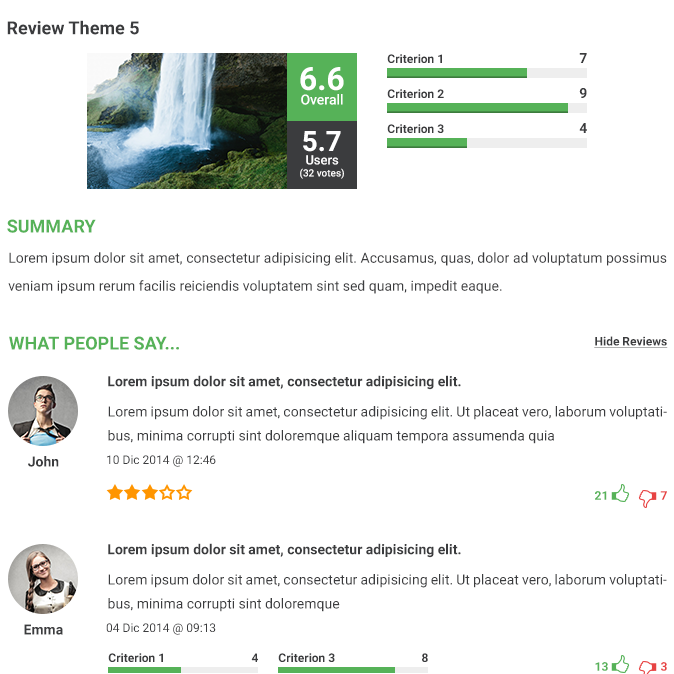 Review Theme 5
6.6
Overall
5.7
Users
(32 votes)
Criterion 1 7
Criterion 2 9
Criterion 3 4
SUMMARY
Lorem ipsum dolor sit amet, consectetur adipisicing elit. Accusamus, quas, dolor ad voluptatum possimus
veniam ipsum rerum facilis reiciendis voluptatem sint sed quam, impedit eaque.
WHAT PEOPLE SAY...
Hide Reviews
Lorem ipsum dolor sit amet, consectetur adipisicing elit.
Lorem ipsum dolor sit amet, consectetur adipisicing elit. Ut placeat vero, laborum voluptati-
bus, minima corrupti sint doloremque aliquam tempora assumenda quia
John
10 Dic 2014 @ 12:46
21 7
Lorem ipsum dolor sit amet, consectetur adipisicing elit.
Lorem ipsum dolor sit amet, consectetur adipisicing elit. Ut placeat vero, laborum voluptati-
bus, minima corrupti sint doloremque
Emma
04 Dic 2014 @ 09:13
Criterion 1 4
Criterion 3 8
13 3